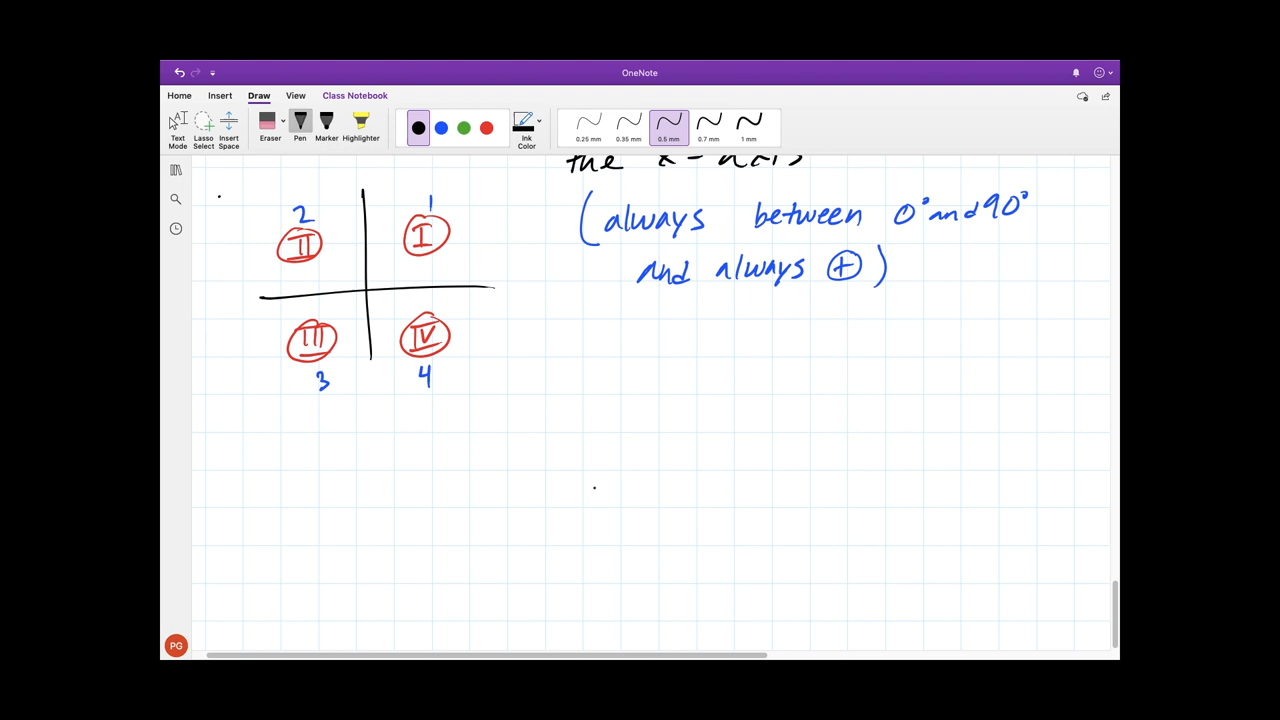 OneNote
Home Insert Draw View Class Notebook
Text Mode
Lasso Select
Insert Space
Eraser
Pen
Marker
Highlighter
Ink Color
0.25 mm 0.35 mm 0.5 mm 0.7 mm 1 mm
the x-axis
(always between 0° and 90°
and always +)
2 1
II I
III IV
3 4
PG